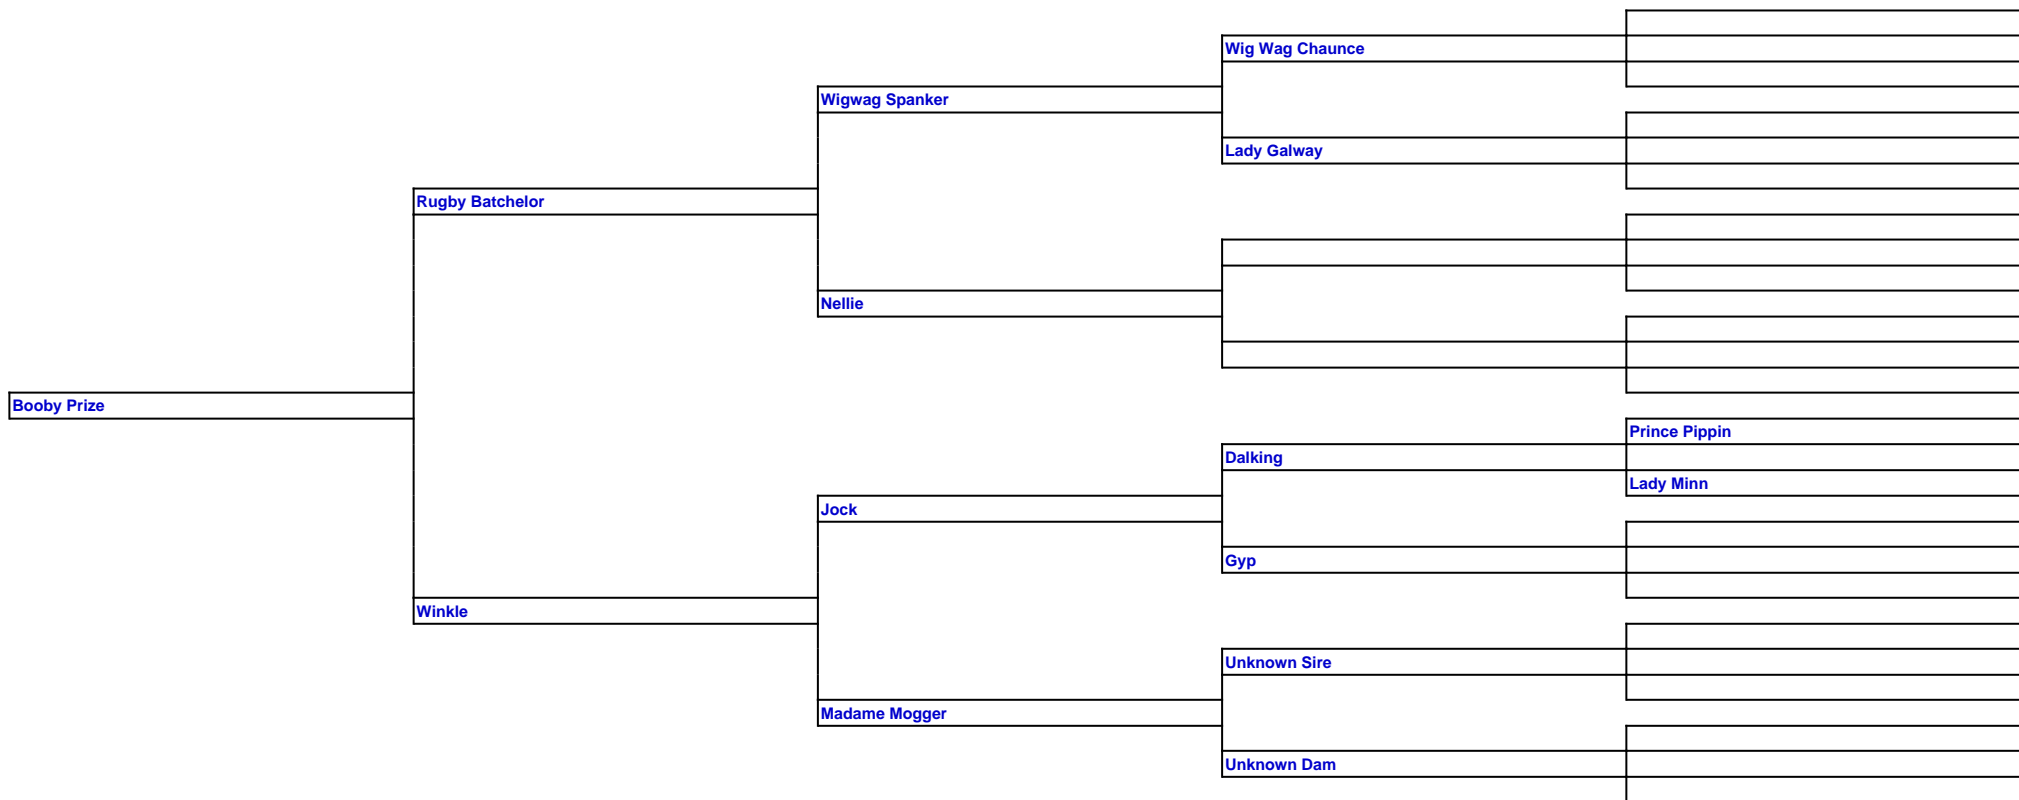 Wig Wag Chaunce
Wigwag Spanker
Lady Galway
Rugby Batchelor
Nellie
Booby Prize
Prince Pippin
Dalking
Lady Minn
Jock
Gyp
Winkle
Unknown Sire
Madame Mogger
Unknown Dam